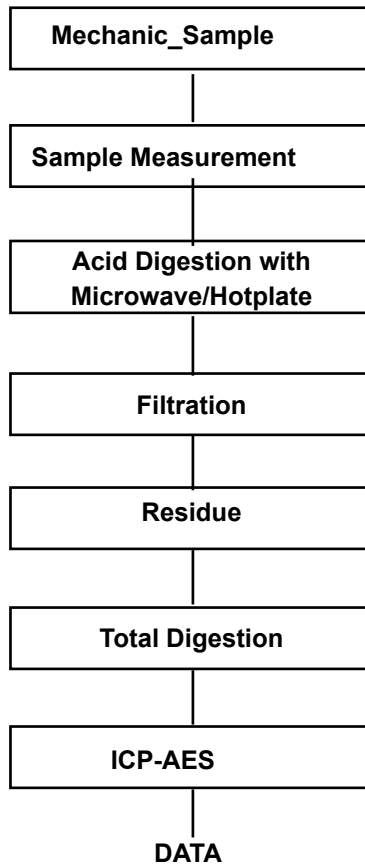 Mechanic_Sample
Sample Measurement
Acid Digestion with
Microwave/Hotplate
Filtration
Residue
Total Digestion
ICP-AES
DATA